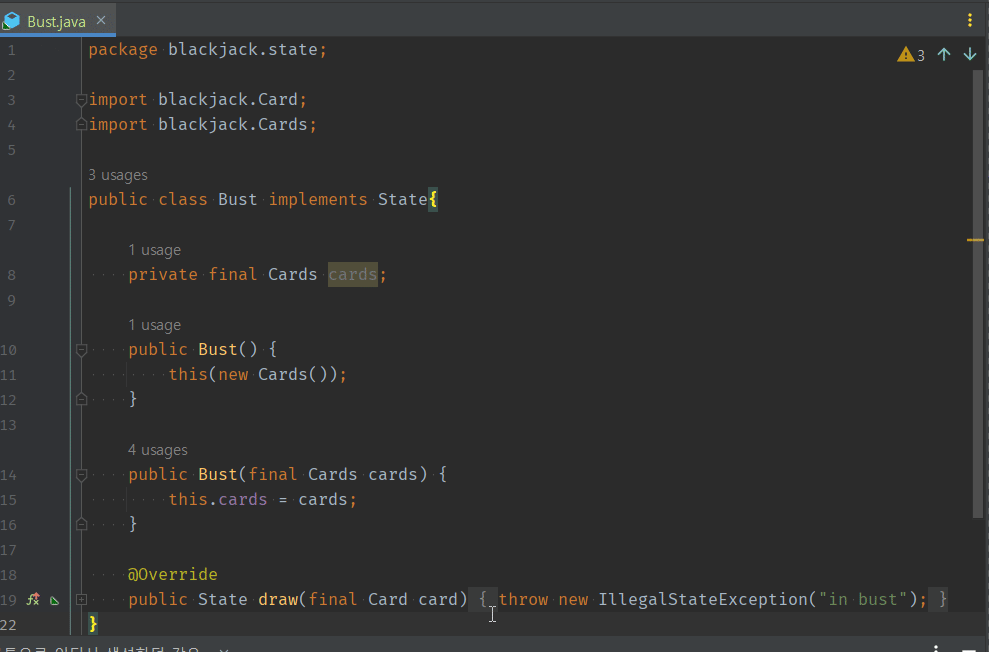 Bust.java
3
1 package blackjack.state;
2
3 import blackjack.Card;
4 import blackjack.Cards;
5
3 usages
6 public class Bust implements State{
7
1 usage
8 private final Cards cards;
9
1 usage
10 public Bust() {
11 this(new Cards());
12 }
13
4 usages
14 public Bust(final Cards cards) {
15 this.cards = cards;
16 }
17
18 @Override
19 public State draw(final Card card) { throw new IllegalStateException("in bust"); }
22 }